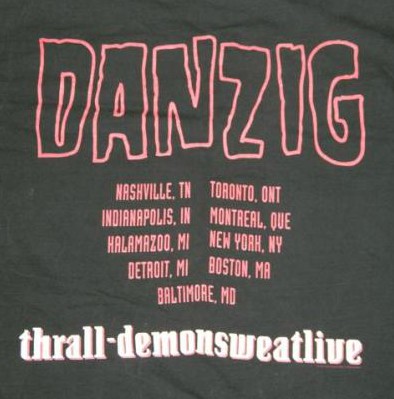 DANZIG
NASHVILLE, TN TORONTO, ONT
INDIANAPOLIS, IN MONTREAL, QUE
KALAMAZOO, MI NEW YORK, NY
DETROIT, MI BOSTON, MA
BALTIMORE, MD
thrall-demonsweatlive